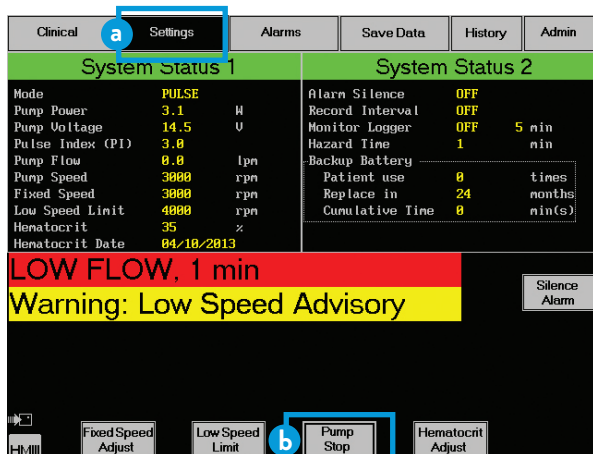 Clinical Settings Alarms Save Data History Admin
a
System Status 1
Mode PULSE
Pump Power 3.1 W
Pump Voltage 14.5 V
Pulse Index (PI) 3.0
Pump Flow 0.0 lpm
Pump Speed 3000 rpm
Fixed Speed 3000 rpm
Low Speed Limit 4000 rpm
Hematocrit 35 %
Hematocrit Date 04/10/2013
System Status 2
Alarm Silence OFF
Record Interval OFF
Monitor Logger OFF 5 min
Hazard Time 1 min
Backup Battery
Patient use 0 times
Replace in 24 months
Cumulative Time 0 min(s)
LOW FLOW, 1 min
Warning: Low Speed Advisory
Silence
Alarm
HMIII
Fixed Speed
Adjust
Low Speed
Limit
b
Pump
Stop
Hematocrit
Adjust